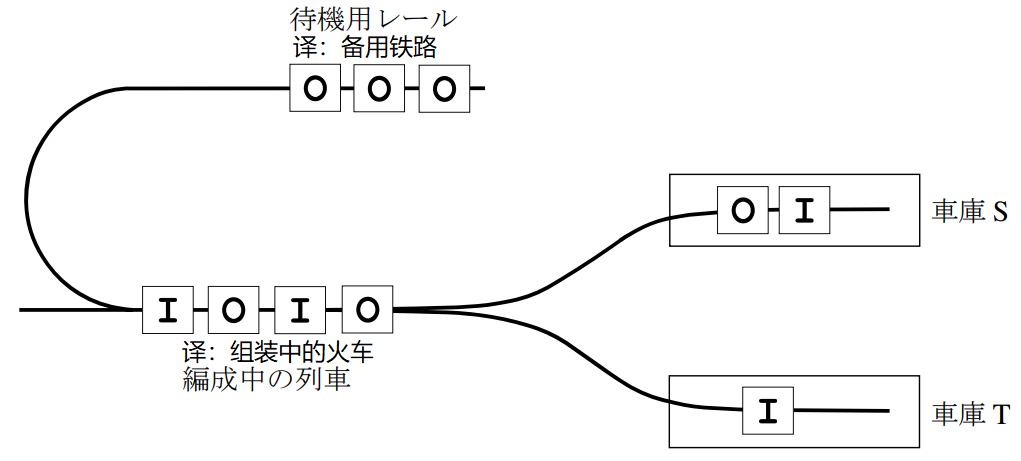 待機用レール
译：备用铁路
O O O
O I
車庫 S
I O I O
译：组装中的火车
編成中の列車
I
車庫 T